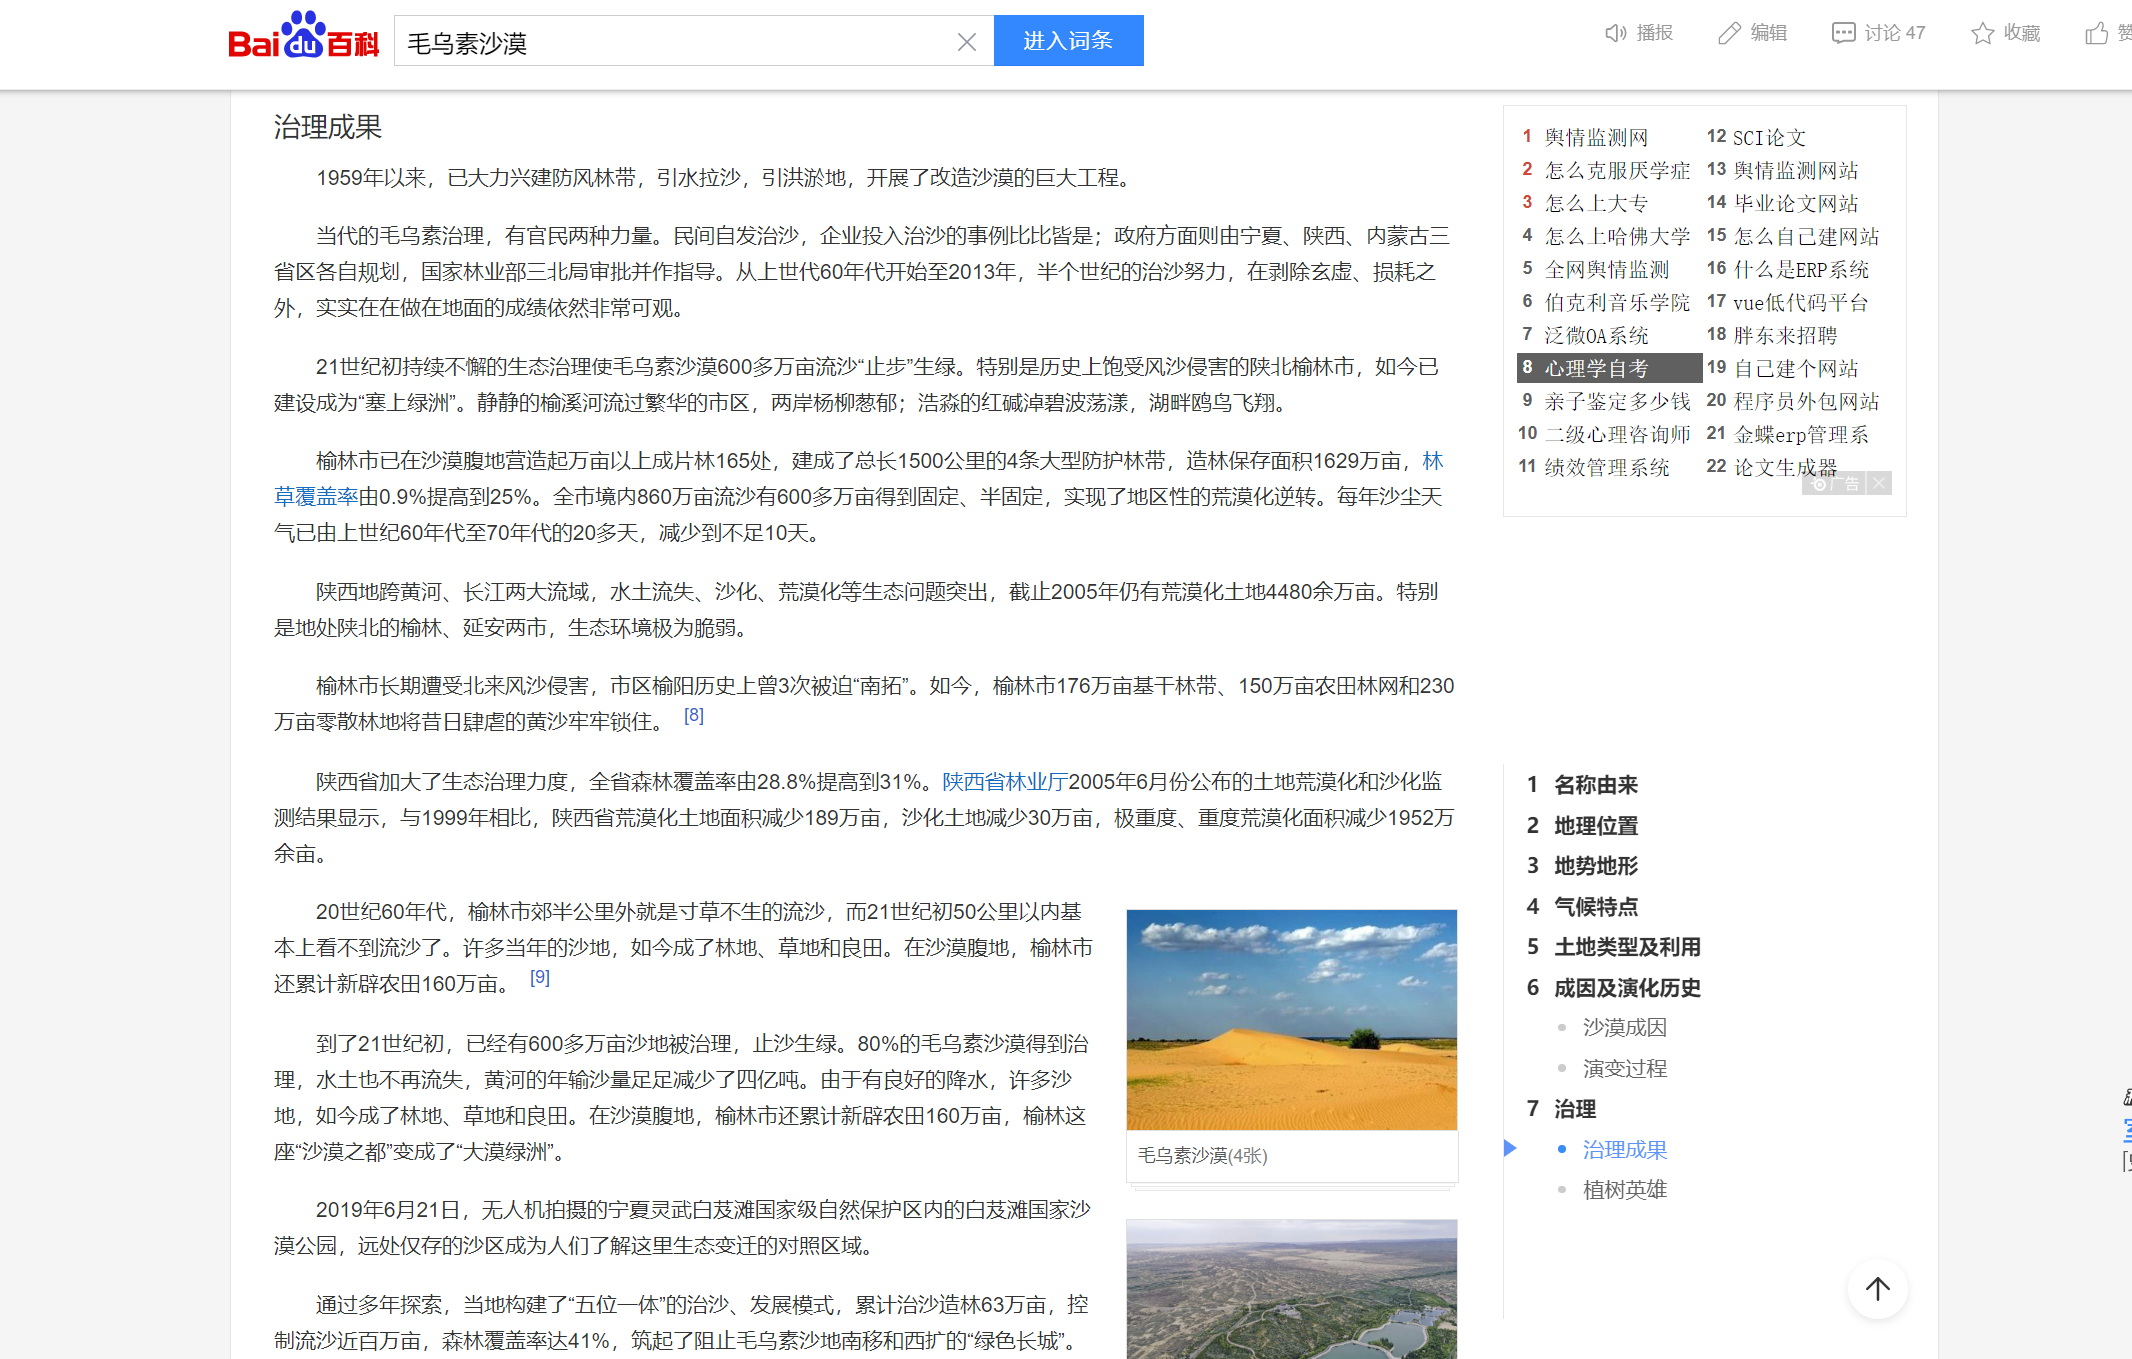 Bai du 百科
毛乌素沙漠
进入词条
播报
编辑
讨论 47
收藏
治理成果
1959年以来，已大力兴建防风林带，引水拉沙，引洪淤地，开展了改造沙漠的巨大工程。
当代的毛乌素治理，有官民两种力量。民间自发治沙，企业投入治沙的事例比比皆是；政府方面则由宁夏、陕西、内蒙古三
省区各自规划，国家林业部三北局审批并作指导。从上世代60年代开始至2013年，半个世纪的治沙努力，在剥除玄虚、损耗之
外，实实在在做在地面的成绩依然非常可观。
21世纪初持续不懈的生态治理使毛乌素沙漠600多万亩流沙“止步”生绿。特别是历史上饱受风沙侵害的陕北榆林市，如今已
建设成为“塞上绿洲”。静静的榆溪河流过繁华的市区，两岸杨柳葱郁；浩淼的红碱淖碧波荡漾，湖畔鸥鸟飞翔。
榆林市已在沙漠腹地营造起万亩以上成片林165处，建成了总长1500公里的4条大型防护林带，造林保存面积1629万亩，林
草覆盖率由0.9%提高到25%。全市境内860万亩流沙有600多万亩得到固定、半固定，实现了地区性的荒漠化逆转。每年沙尘天
气已由上世纪60年代至70年代的20多天，减少到不足10天。
陕西地跨黄河、长江两大流域，水土流失、沙化、荒漠化等生态问题突出，截止2005年仍有荒漠化土地4480余万亩。特别
是地处陕北的榆林、延安两市，生态环境极为脆弱。
榆林市长期遭受北来风沙侵害，市区榆阳历史上曾3次被迫“南拓”。如今，榆林市176万亩基干林带、150万亩农田林网和230
万亩零散林地将昔日肆虐的黄沙牢牢锁住。 [8]
陕西省加大了生态治理力度，全省森林覆盖率由28.8%提高到31%。陕西省林业厅2005年6月份公布的土地荒漠化和沙化监
测结果显示，与1999年相比，陕西省荒漠化土地面积减少189万亩，沙化土地减少30万亩，极重度、重度荒漠化面积减少1952万
余亩。
20世纪60年代，榆林市郊半公里外就是寸草不生的流沙，而21世纪初50公里以内基
本上看不到流沙了。许多当年的沙地，如今成了林地、草地和良田。在沙漠腹地，榆林市
还累计新辟农田160万亩。 [9]
到了21世纪初，已经有600多万亩沙地被治理，止沙生绿。80%的毛乌素沙漠得到治
理，水土也不再流失，黄河的年输沙量足足减少了四亿吨。由于有良好的降水，许多沙
地，如今成了林地、草地和良田。在沙漠腹地，榆林市还累计新辟农田160万亩，榆林这
座“沙漠之都”变成了“大漠绿洲”。
2019年6月21日，无人机拍摄的宁夏灵武白芨滩国家级自然保护区内的白芨滩国家沙
漠公园，远处仅存的沙区成为人们了解这里生态变迁的对照区域。
通过多年探索，当地构建了“五位一体”的治沙、发展模式，累计治沙造林63万亩，控
制流沙近百万亩，森林覆盖率达41%，筑起了阻止毛乌素沙地南移和西扩的“绿色长城”。
毛乌素沙漠(4张)
1 舆情监测网
2 怎么克服厌学症
3 怎么上大专
4 怎么上哈佛大学
5 全网舆情监测
6 伯克利音乐学院
7 泛微OA系统
8 心理学自考
9 亲子鉴定多少钱
10 二级心理咨询师
11 绩效管理系统
12 SCI论文
13 舆情监测网站
14 毕业论文网站
15 怎么自己建网站
16 什么是ERP系统
17 vue低代码平台
18 胖东来招聘
19 自己建个网站
20 程序员外包网站
21 金蝶erp管理系
22 论文生成器
广告
1 名称由来
2 地理位置
3 地势地形
4 气候特点
5 土地类型及利用
6 成因及演化历史
沙漠成因
演变过程
7 治理
治理成果
植树英雄